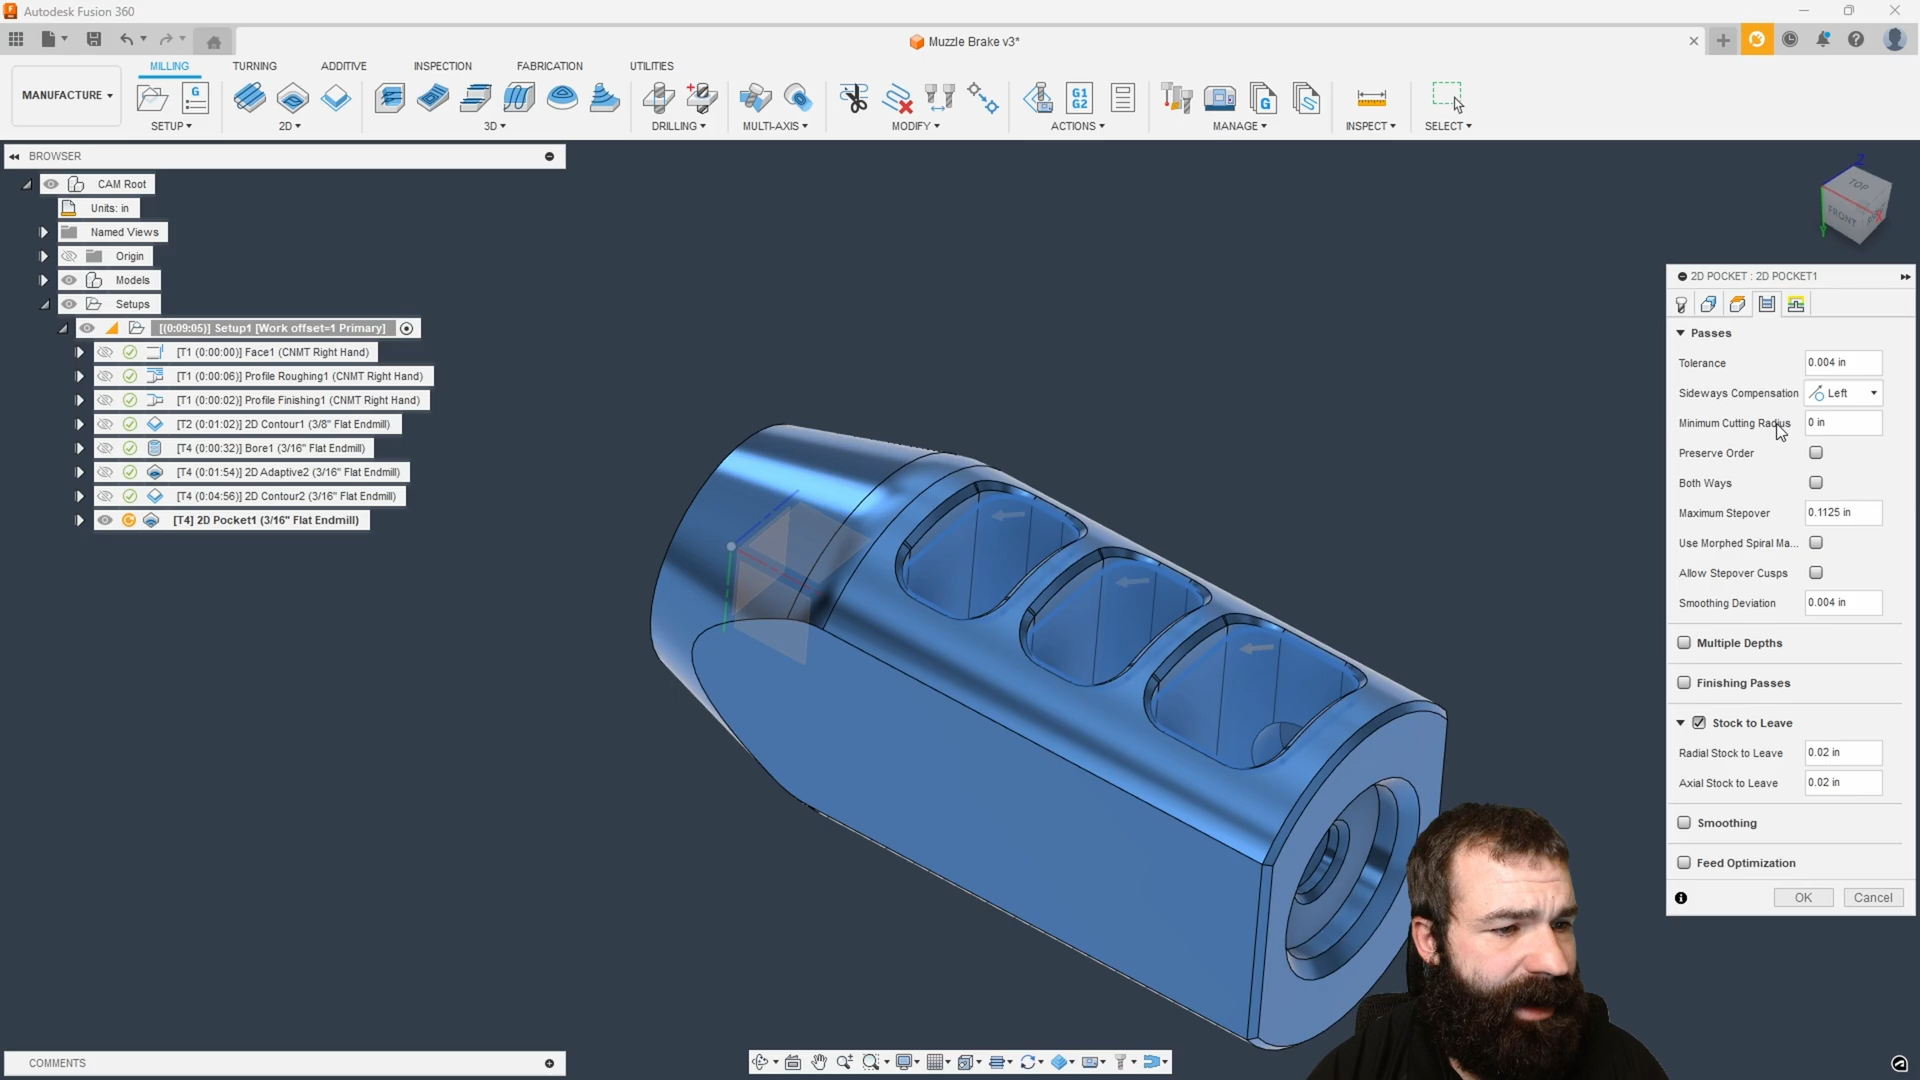 Autodesk Fusion 360
Muzzle Brake v3*
MILLING
TURNING
ADDITIVE
INSPECTION
FABRICATION
UTILITIES
MANUFACTURE
G
G1
G2
G
SETUP
2D
3D
DRILLING
MULTI-AXIS
MODIFY
ACTIONS
MANAGE
INSPECT
SELECT
BROWSER
CAM Root
Units: in
Named Views
Origin
Models
Setups
[(0:09:05)] Setup1 [Work offset=1 Primary]
[T1 (0:00:00)] Face1 (CNMT Right Hand)
[T1 (0:00:06)] Profile Roughing1 (CNMT Right Hand)
[T1 (0:00:02)] Profile Finishing1 (CNMT Right Hand)
[T2 (0:01:02)] 2D Contour1 (3/8" Flat Endmill)
[T4 (0:00:32)] Bore1 (3/16" Flat Endmill)
[T4 (0:01:54)] 2D Adaptive2 (3/16" Flat Endmill)
[T4 (0:04:56)] 2D Contour2 (3/16" Flat Endmill)
[T4] 2D Pocket1 (3/16" Flat Endmill)
Z
TOP
FRONT
X
Y
2D POCKET : 2D POCKET1
Passes
Tolerance 0.004 in
Sideways Compensation Left
Minimum Cutting Radius 0 in
Preserve Order
Both Ways
Maximum Stepover 0.1125 in
Use Morphed Spiral Ma...
Allow Stepover Cusps
Smoothing Deviation 0.004 in
Multiple Depths
Finishing Passes
Stock to Leave
Radial Stock to Leave 0.02 in
Axial Stock to Leave 0.02 in
Smoothing
Feed Optimization
OK Cancel
COMMENTS